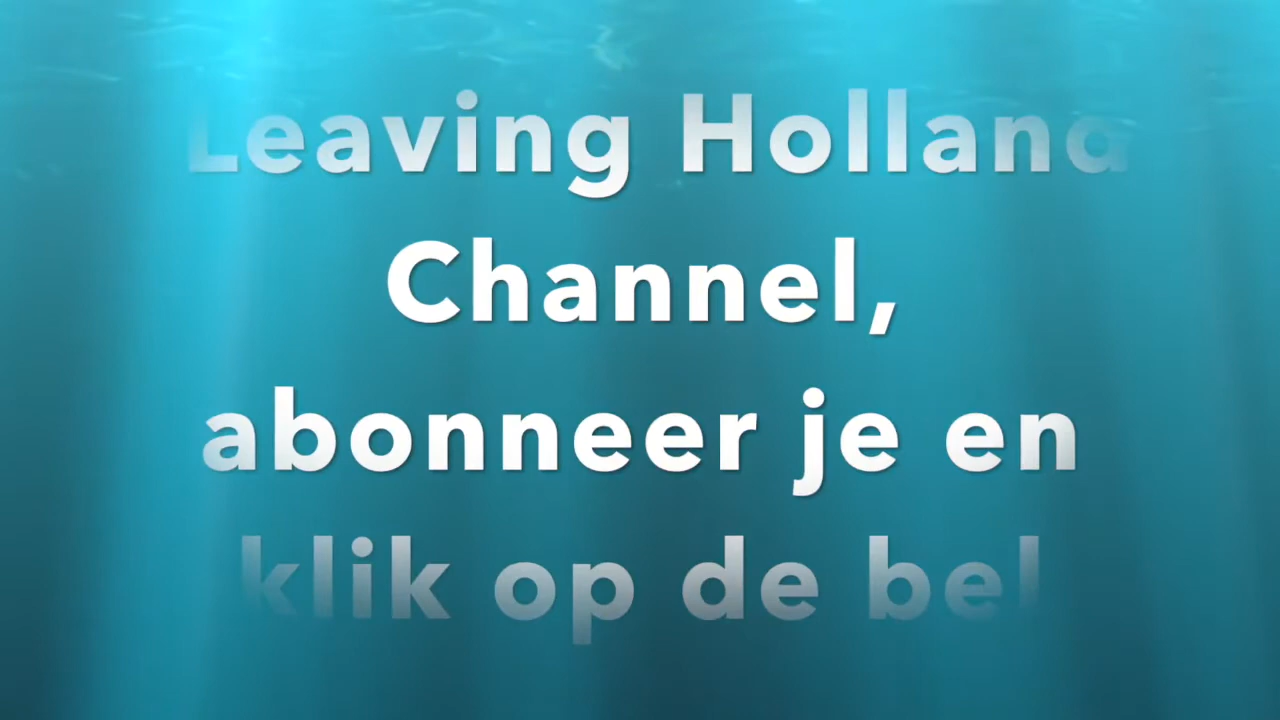 Leaving Holland
Channel,
abonneer je en
klik op de bel